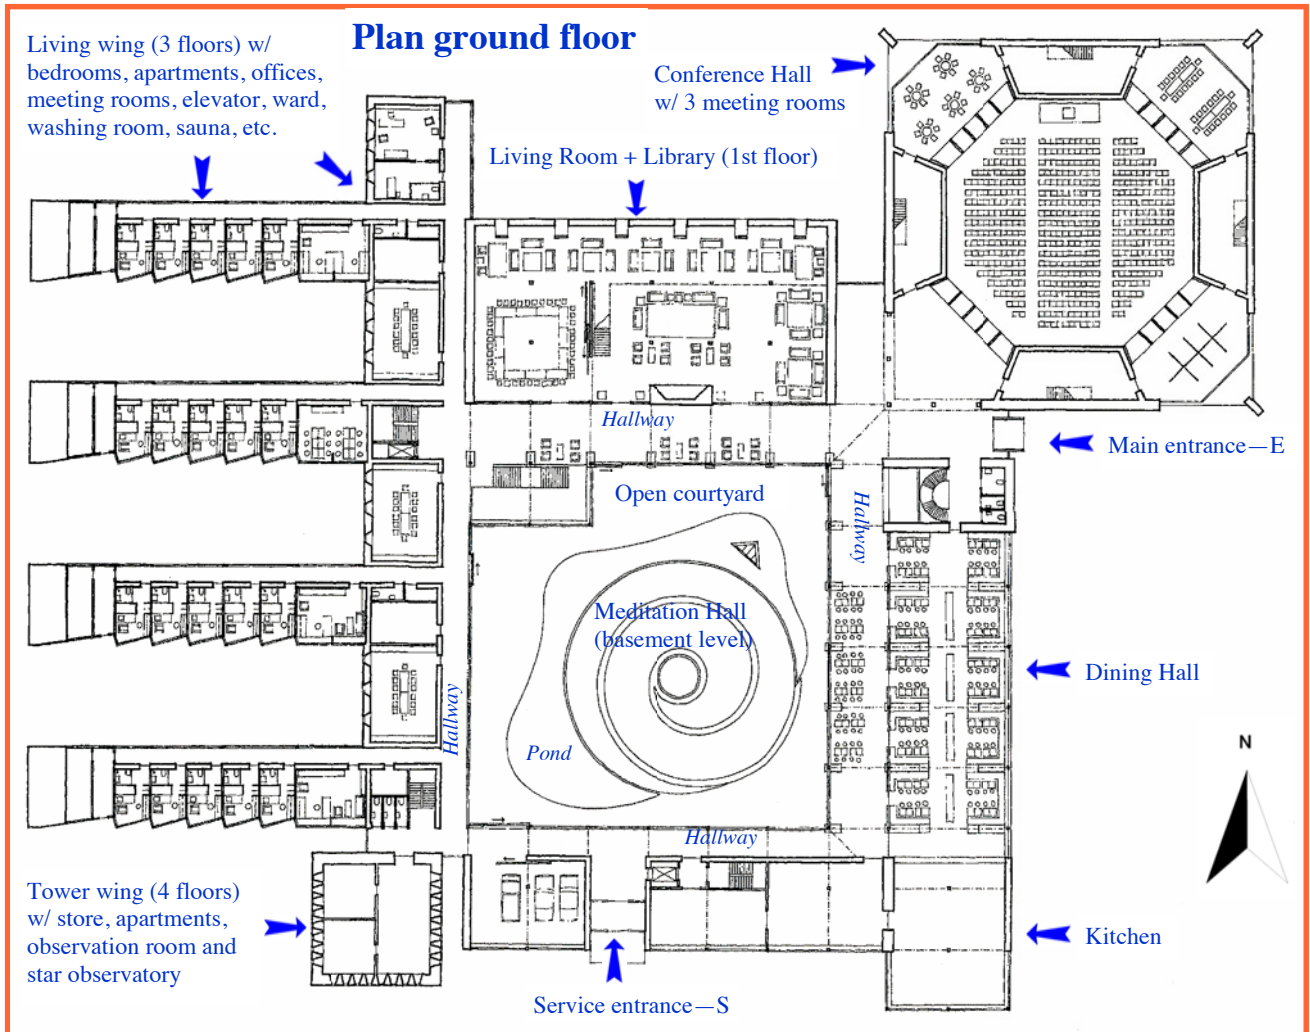 Plan ground floor
Living wing (3 floors) w/
bedrooms, apartments, offices,
meeting rooms, elevator, ward,
washing room, sauna, etc.
Conference Hall
w/ 3 meeting rooms
Living Room + Library (1st floor)
Hallway
Main entrance—E
Open courtyard
Hallway
Meditation Hall
(basement level)
Dining Hall
Hallway
Pond
N
Hallway
Tower wing (4 floors)
w/ store, apartments,
observation room and
star observatory
Kitchen
Service entrance—S